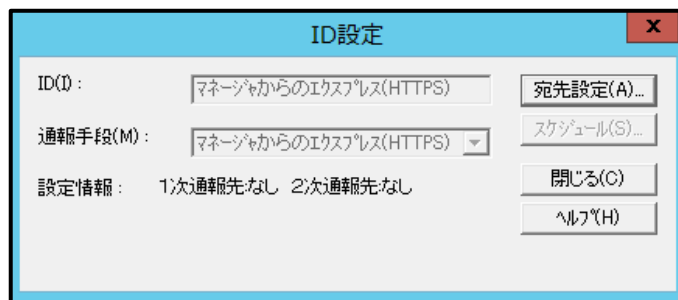 ID設定
x
ID(I) :
マネージャからのエクスプレス(HTTPS)
宛先設定(A)...
通報手段(M) :
マネージャからのエクスプレス(HTTPS)
スケジュール(S)...
設定情報 :
1次通報先:なし 2次通報先:なし
閉じる(C)
ヘルプ(H)